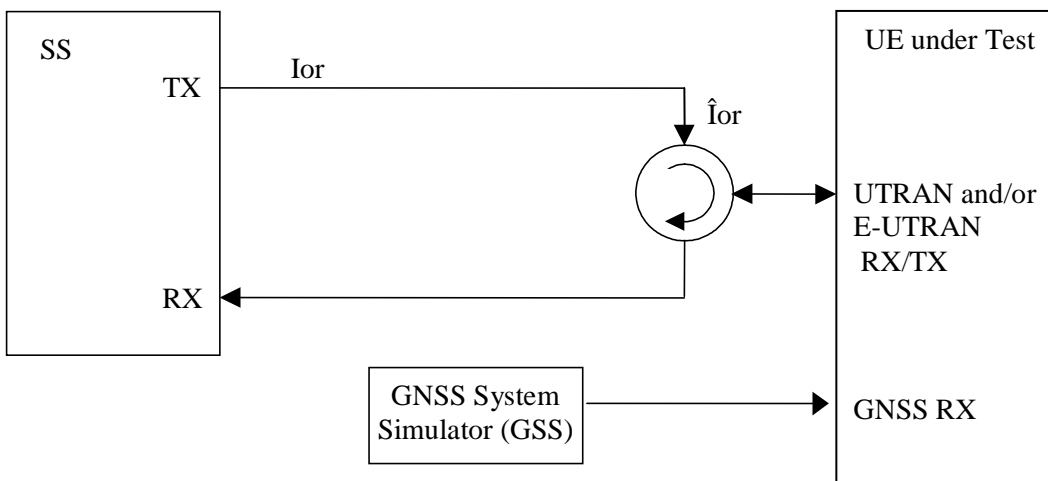 SS
TX
Ior
Îor
RX
UE under Test
UTRAN and/or
E-UTRAN
RX/TX
GNSS System
Simulator (GSS)
GNSS RX